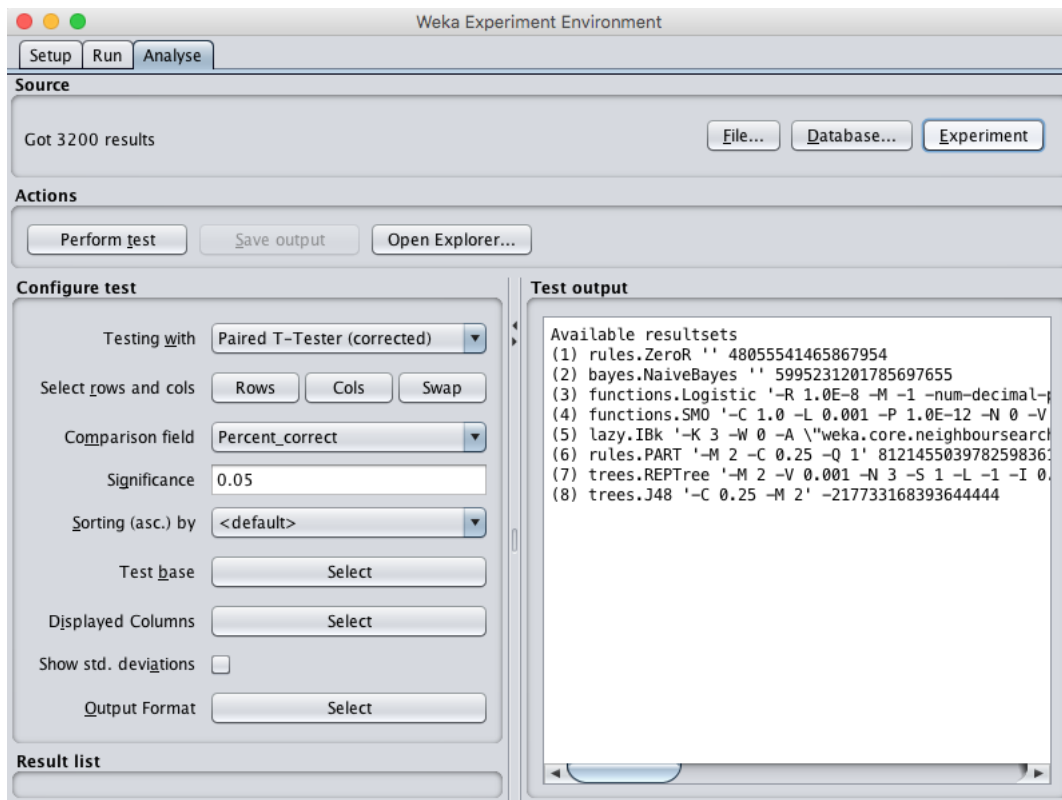 Weka Experiment Environment
Setup Run Analyse
Source
Got 3200 results File... Database... Experiment
Actions
Perform test Save output Open Explorer...
Configure test
Testing with Paired T-Tester (corrected)
Select rows and cols Rows Cols Swap
Comparison field Percent_correct
Significance 0.05
Sorting (asc.) by <default>
Test base Select
Displayed Columns Select
Show std. deviations
Output Format Select
Result list
Test output
Available resultsets
(1) rules.ZeroR '' 48055541465867954
(2) bayes.NaiveBayes '' 5995231201785697655
(3) functions.Logistic '-R 1.0E-8 -M -1 -num-decimal-p
(4) functions.SMO '-C 1.0 -L 0.001 -P 1.0E-12 -N 0 -V
(5) lazy.IBk '-K 3 -W 0 -A \"weka.core.neighboursearch
(6) rules.PART '-M 2 -C 0.25 -Q 1' 8121455039782598361
(7) trees.REPTree '-M 2 -V 0.001 -N 3 -S 1 -L -1 -I 0.
(8) trees.J48 '-C 0.25 -M 2' -217733168393644444